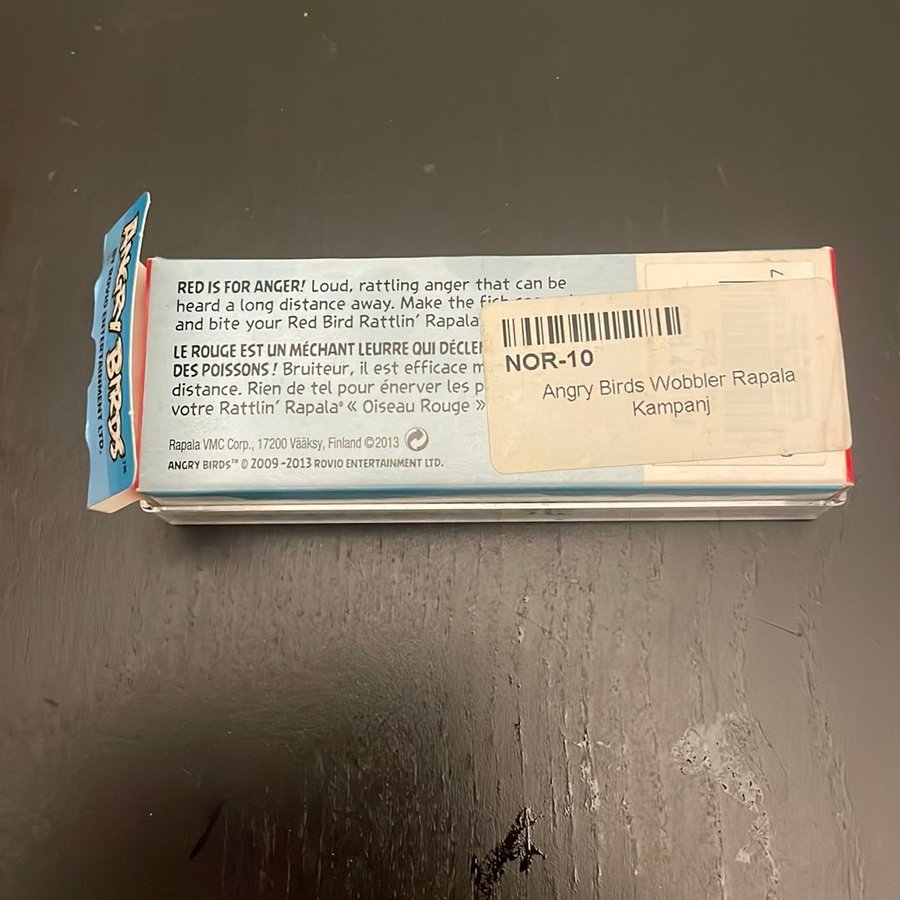 ANGRY BIRDS™
BY ROVIO ENTERTAINMENT LTD.
RED IS FOR ANGER! Loud, rattling anger that can be
heard a long distance away. Make the fish
and bite your Red Bird Rattlin' Rapala
LE ROUGE EST UN MÉCHANT LEURRE QUI
DES POISSONS ! Bruiteur, il est efficace
distance. Rien de tel pour énerver les
votre Rattlin' Rapala® « Oiseau Rouge »
Rapala VMC Corp., 17200 Vääksy, Finland ©2013
ANGRY BIRDS™ © 2009 -2013 ROVIO ENTERTAINMENT LTD.
NOR-10
Angry Birds Wobbler Rapala
Kampanj
7